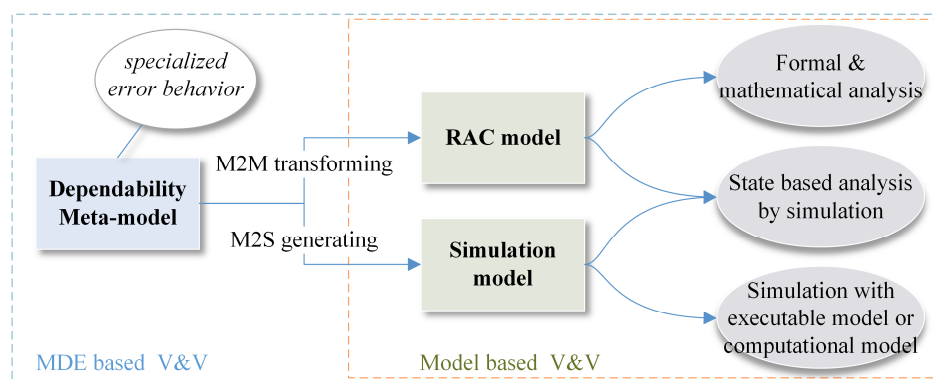 specialized
error behavior
Dependability
Meta-model
M2M transforming
M2S generating
RAC model
Simulation
model
Formal &
mathematical analysis
State based analysis
by simulation
Simulation with
executable model or
computational model
MDE based V&V
Model based V&V